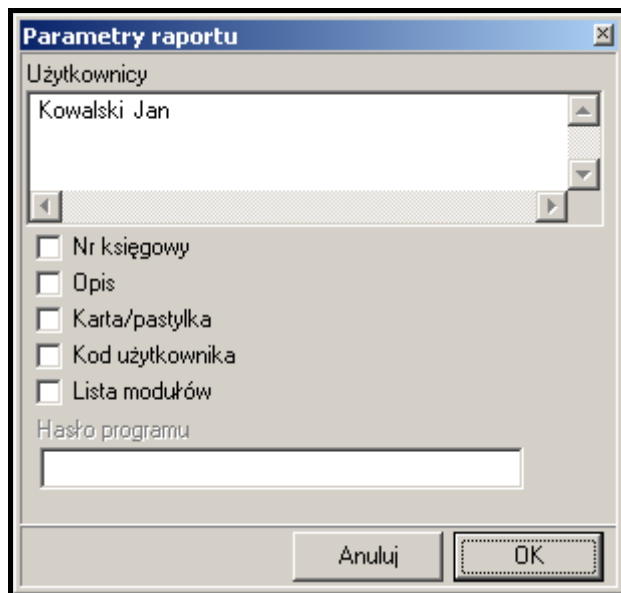 Parametry raportu
Użytkownicy
Kowalski Jan
Nr księgowy
Opis
Karta/pastylka
Kod użytkownika
Lista modułów
Hasło programu
Anuluj OK